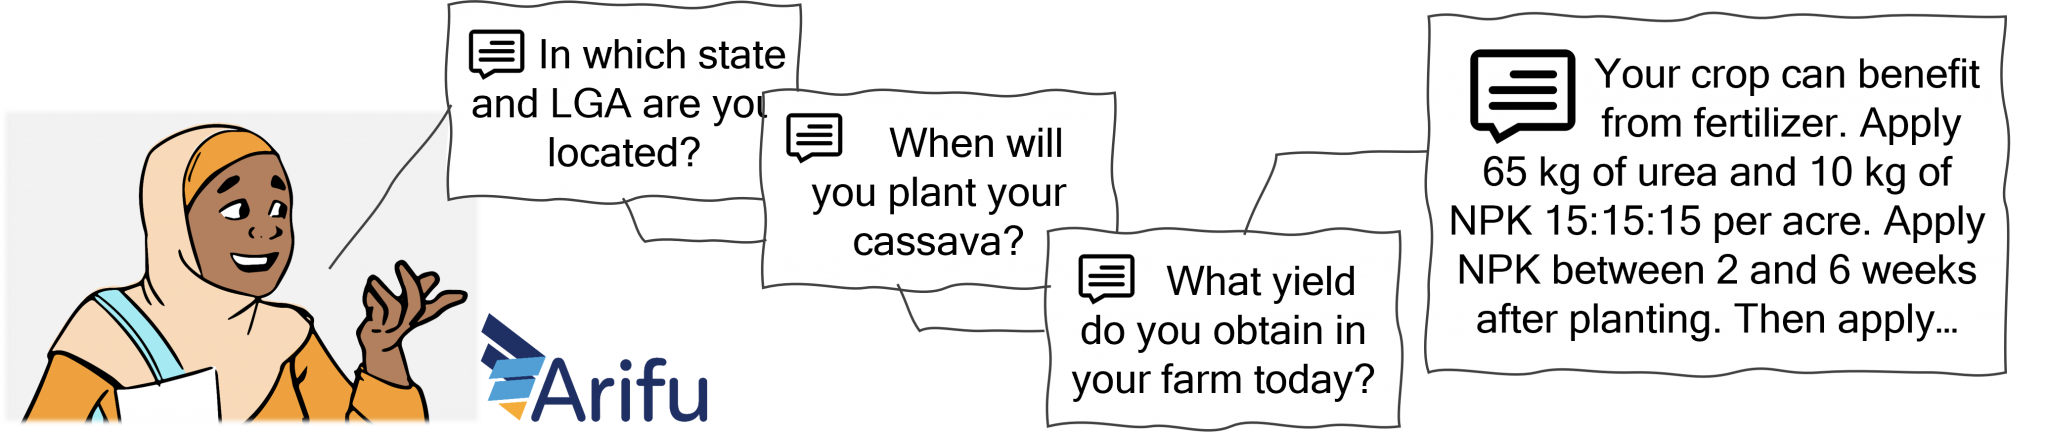 In which state
and LGA are you
located?
When will
you plant your
cassava?
What yield
do you obtain in
your farm today?
Your crop can benefit
from fertilizer. Apply
65 kg of urea and 10 kg of
NPK 15:15:15 per acre. Apply
NPK between 2 and 6 weeks
after planting. Then apply...
Arifu